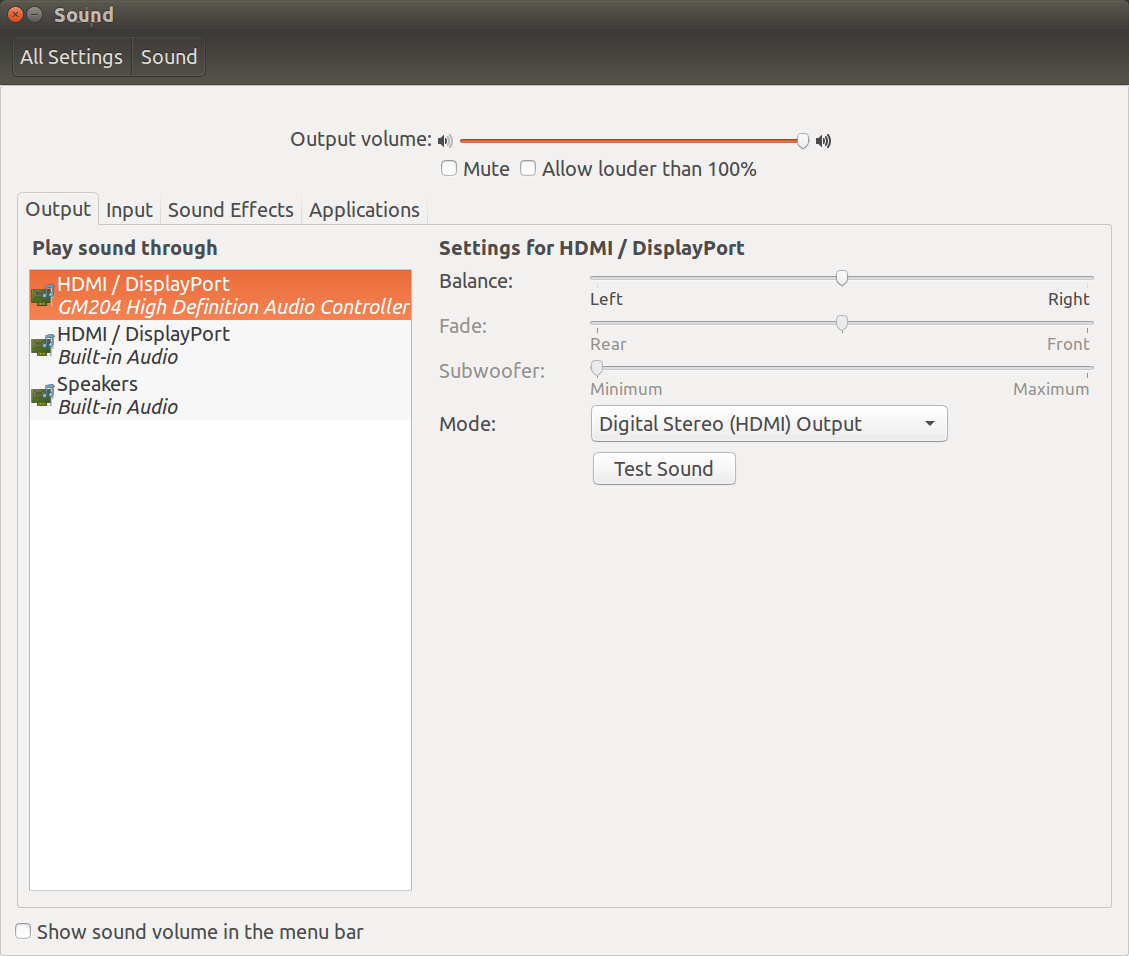 Sound
All Settings Sound
Output volume:
Mute Allow louder than 100%
Output Input Sound Effects Applications
Play sound through
HDMI / DisplayPort
GM204 High Definition Audio Controller
HDMI / DisplayPort
Built-in Audio
Speakers
Built-in Audio
Settings for HDMI / DisplayPort
Balance:
Left Right
Fade:
Rear Front
Subwoofer:
Minimum Maximum
Mode: Digital Stereo (HDMI) Output
Test Sound
Show sound volume in the menu bar